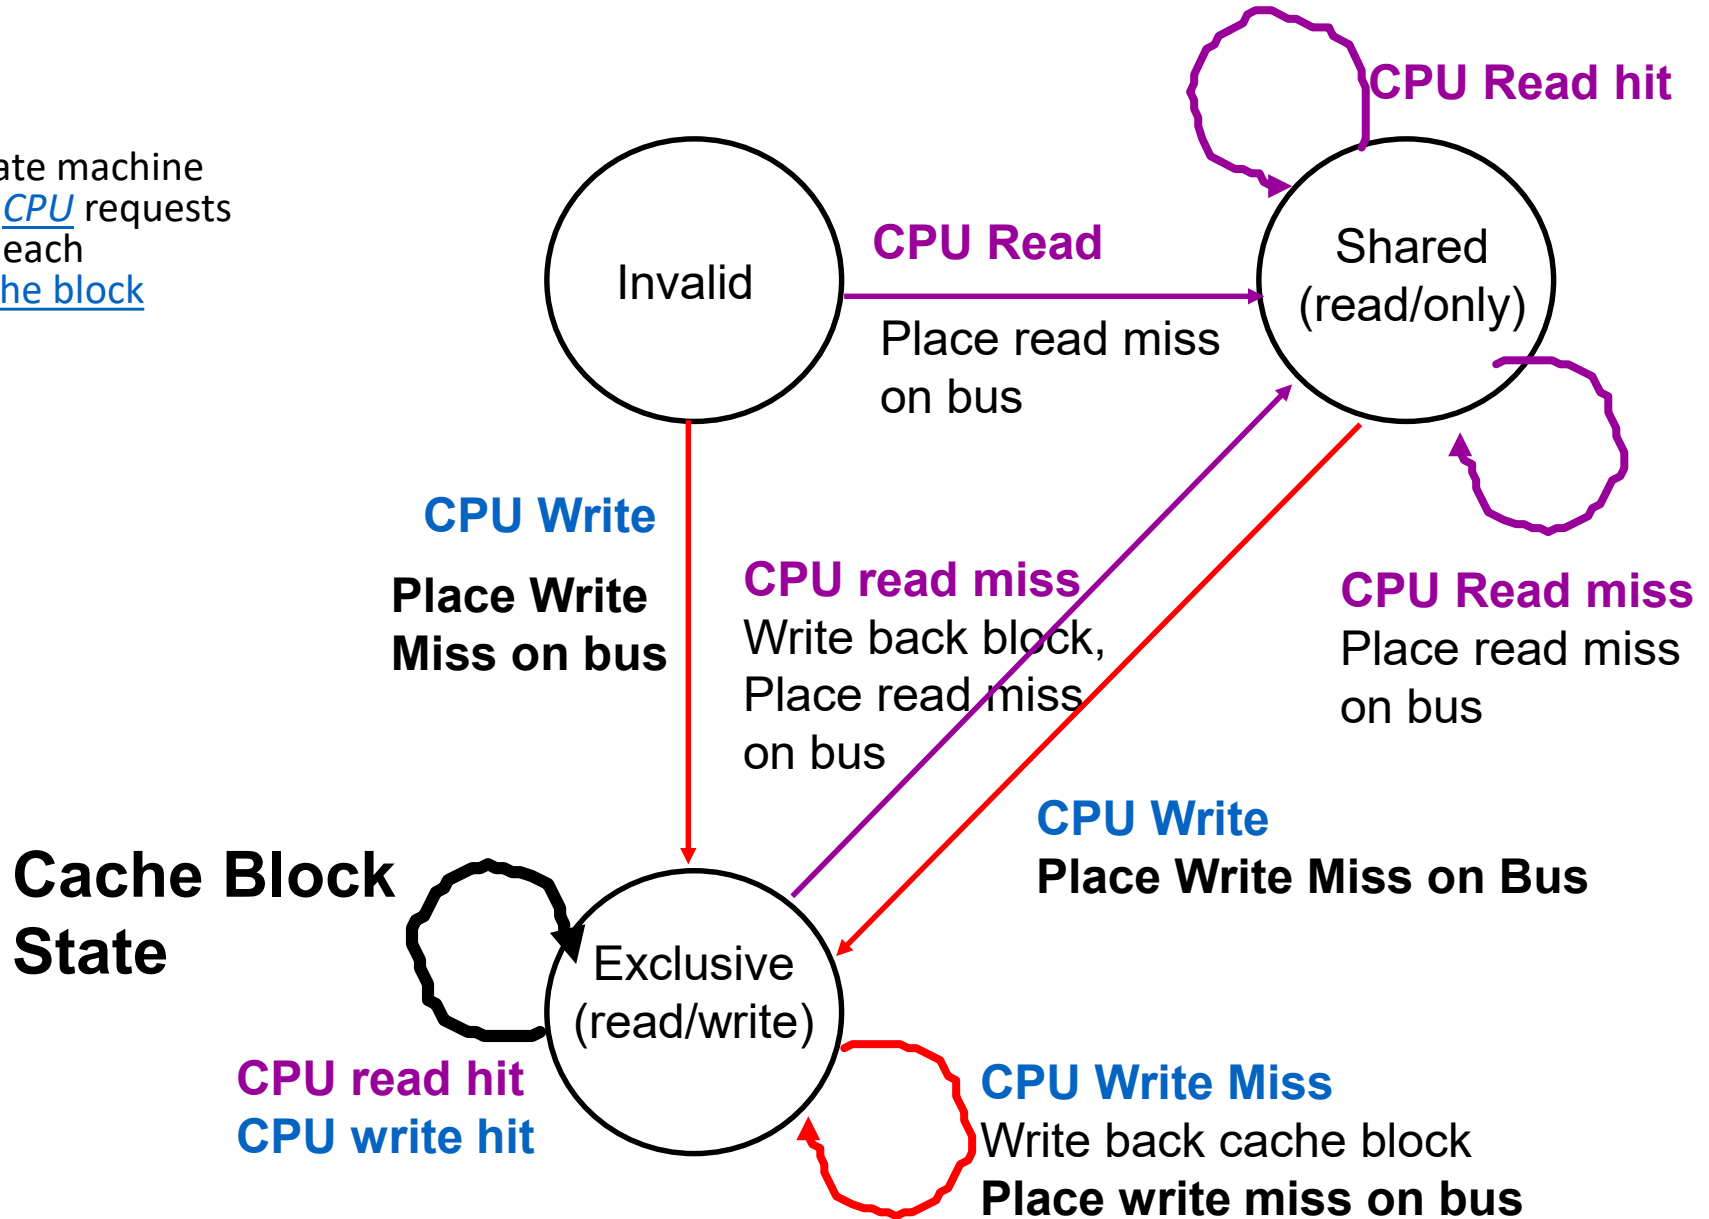 ate machine
CPU requests
each
he block
CPU Read hit
Invalid
CPU Read
Place read miss
on bus
Shared
(read/only)
CPU Write
Place Write
Miss on bus
CPU read miss
Write back block,
Place read miss
on bus
CPU Read miss
Place read miss
on bus
CPU Write
Place Write Miss on Bus
Cache Block
State
Exclusive
(read/write)
CPU read hit
CPU write hit
CPU Write Miss
Write back cache block
Place write miss on bus